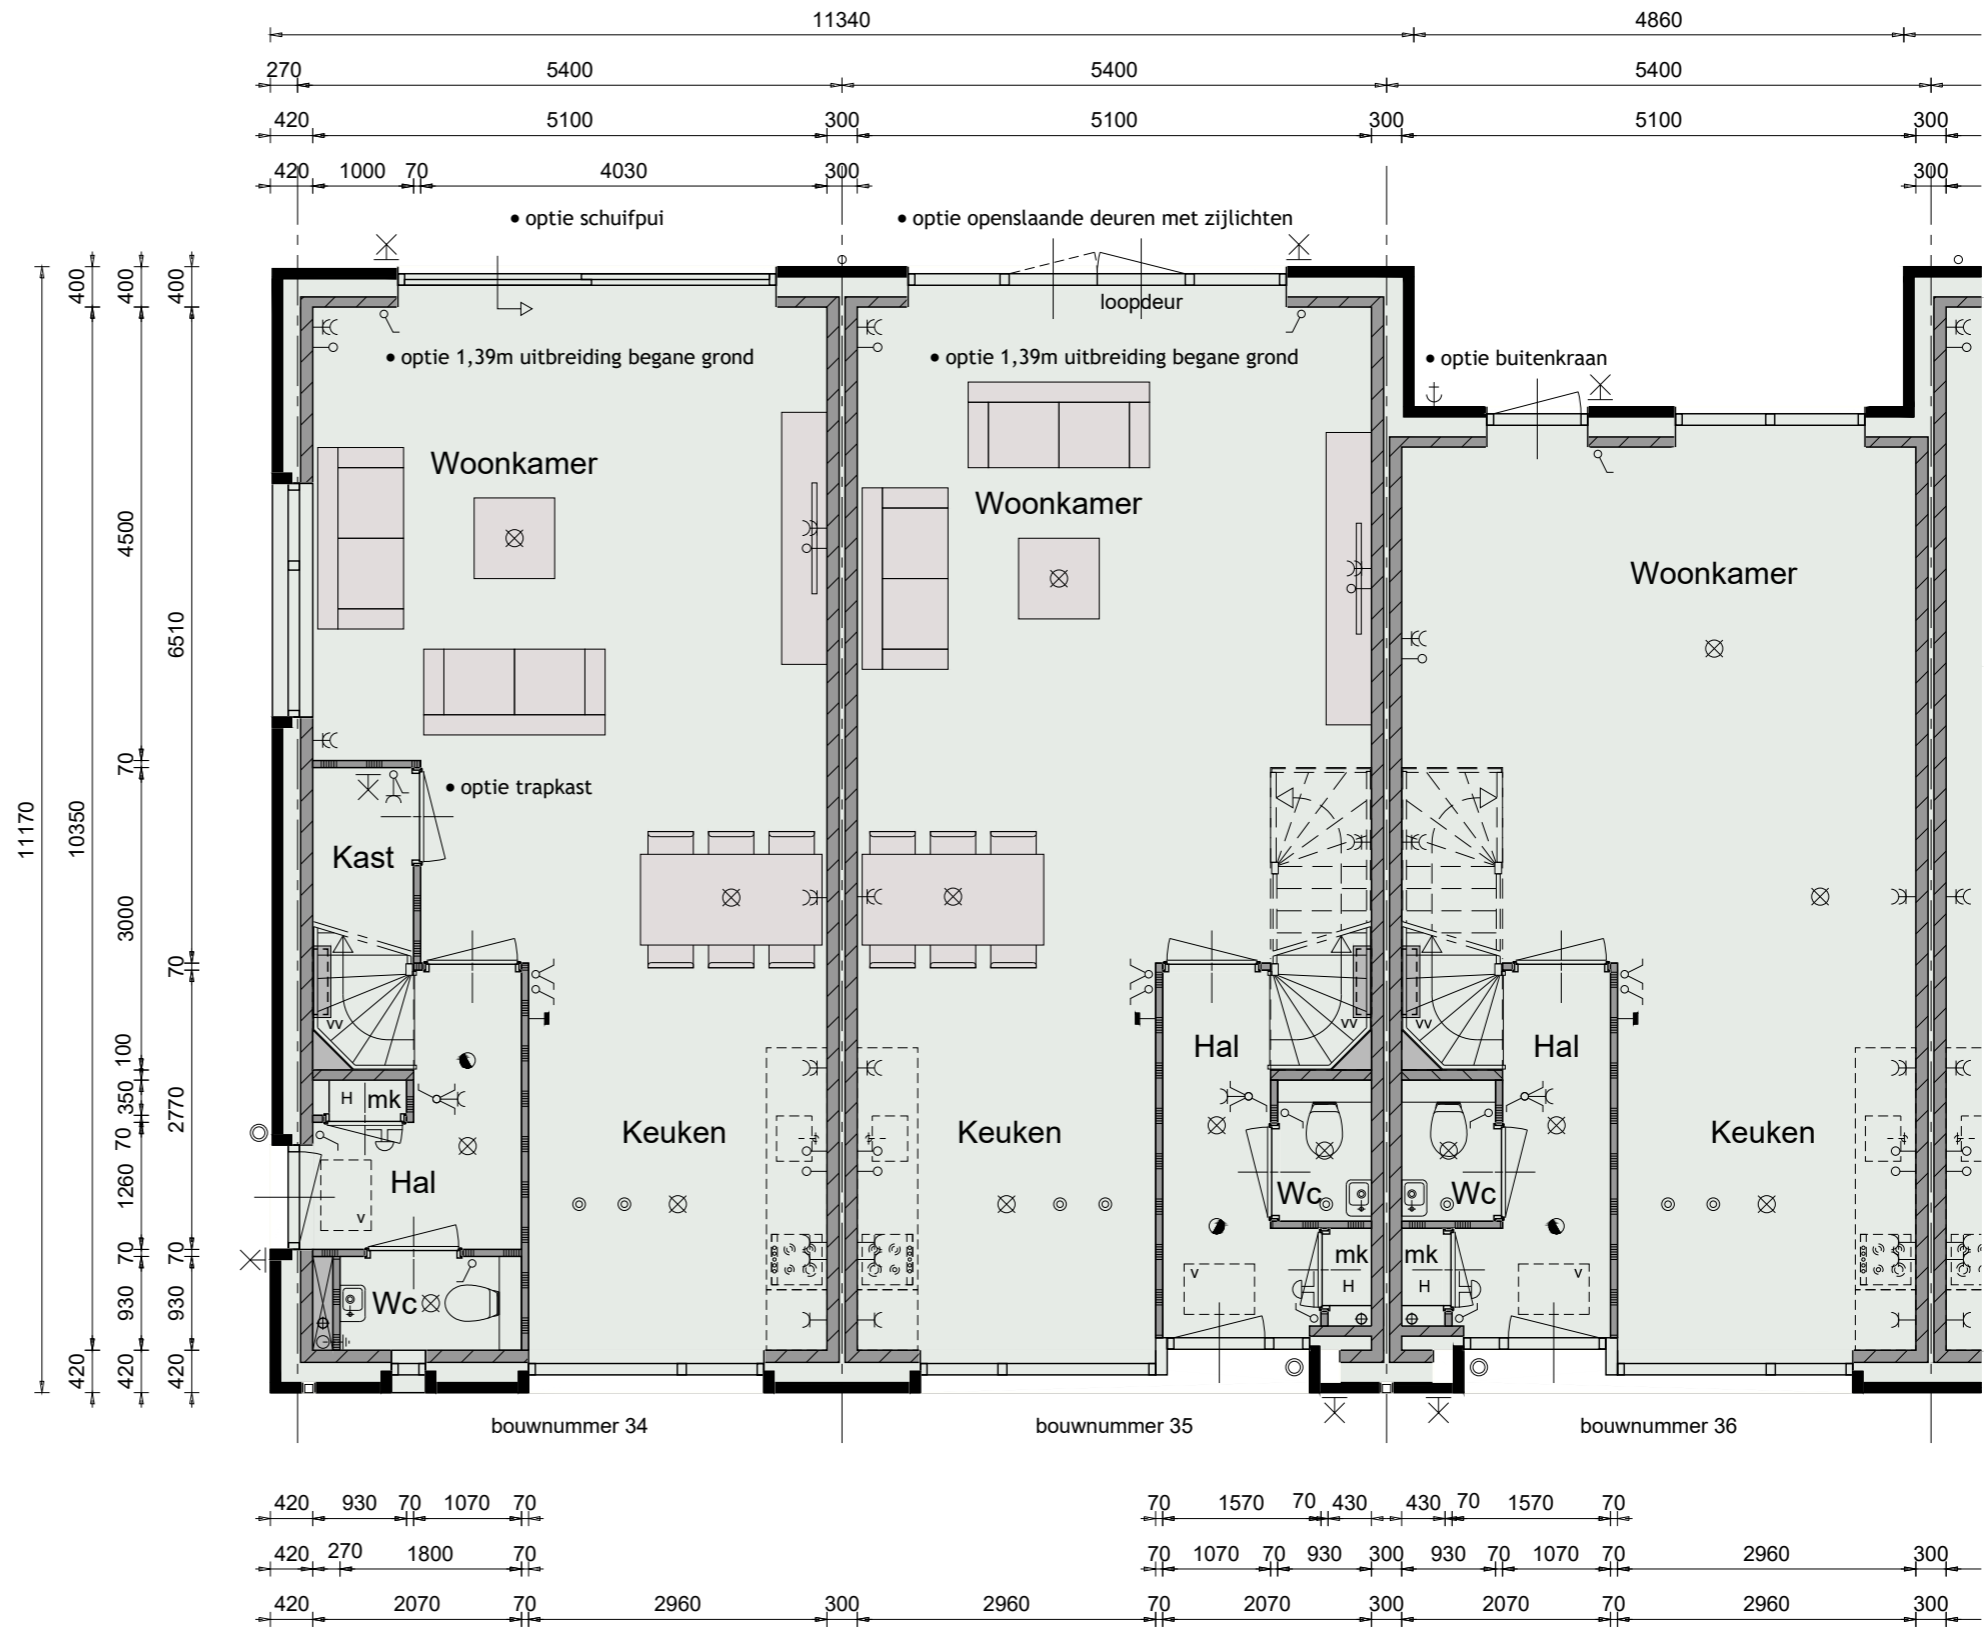 11340 4860
270 5400 5400 5400
420 5100 300 5100 300 5100 300
420 1000 70 4030 300 300
• optie schuifpui • optie openslaande deuren met zijlichten
loopdeur
• optie 1,39m uitbreiding begane grond • optie 1,39m uitbreiding begane grond • optie buitenkraan
Woonkamer
Woonkamer
Woonkamer
• optie trapkast
Kast
vv vv vv
Hal Hal
H mk
Keuken Keuken Keuken
Hal
v
Wc Wc
mk mk
v H H v
Wc
bouwnummer 34 bouwnummer 35 bouwnummer 36
11170
400 10350 420
400 4500 70 3000 100 350 70 1260 70 930 420
400 6510 70 2770 70 930 420
420 930 70 1070 70 70 1570 70 430 430 70 1570 70
420 270 1800 70 70 1070 70 930 300 930 70 1070 70 2960 300
420 2070 70 2960 300 2960 70 2070 300 2070 70 2960 300